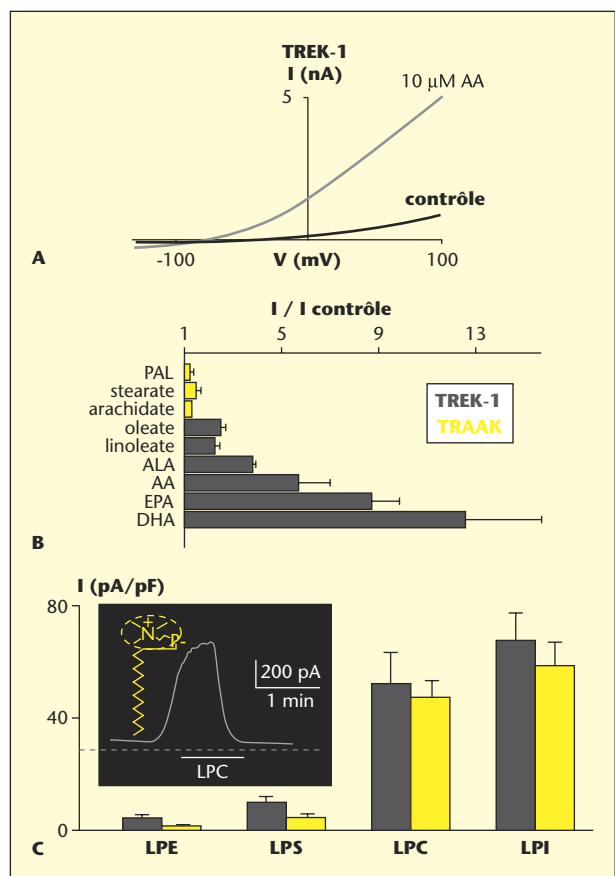 TREK-1
I (nA)
5
10 µM AA
contrôle
A
-100
V (mV)
100
I / I contrôle
1
5
9
13
PAL
stearate
arachidate
oleate
linoleate
ALA
AA
EPA
DHA
TREK-1
TRAAK
B
I (pA/pF)
80
40
0
+
N
P-
200 pA
1 min
LPC
C
LPE
LPS
LPC
LPI